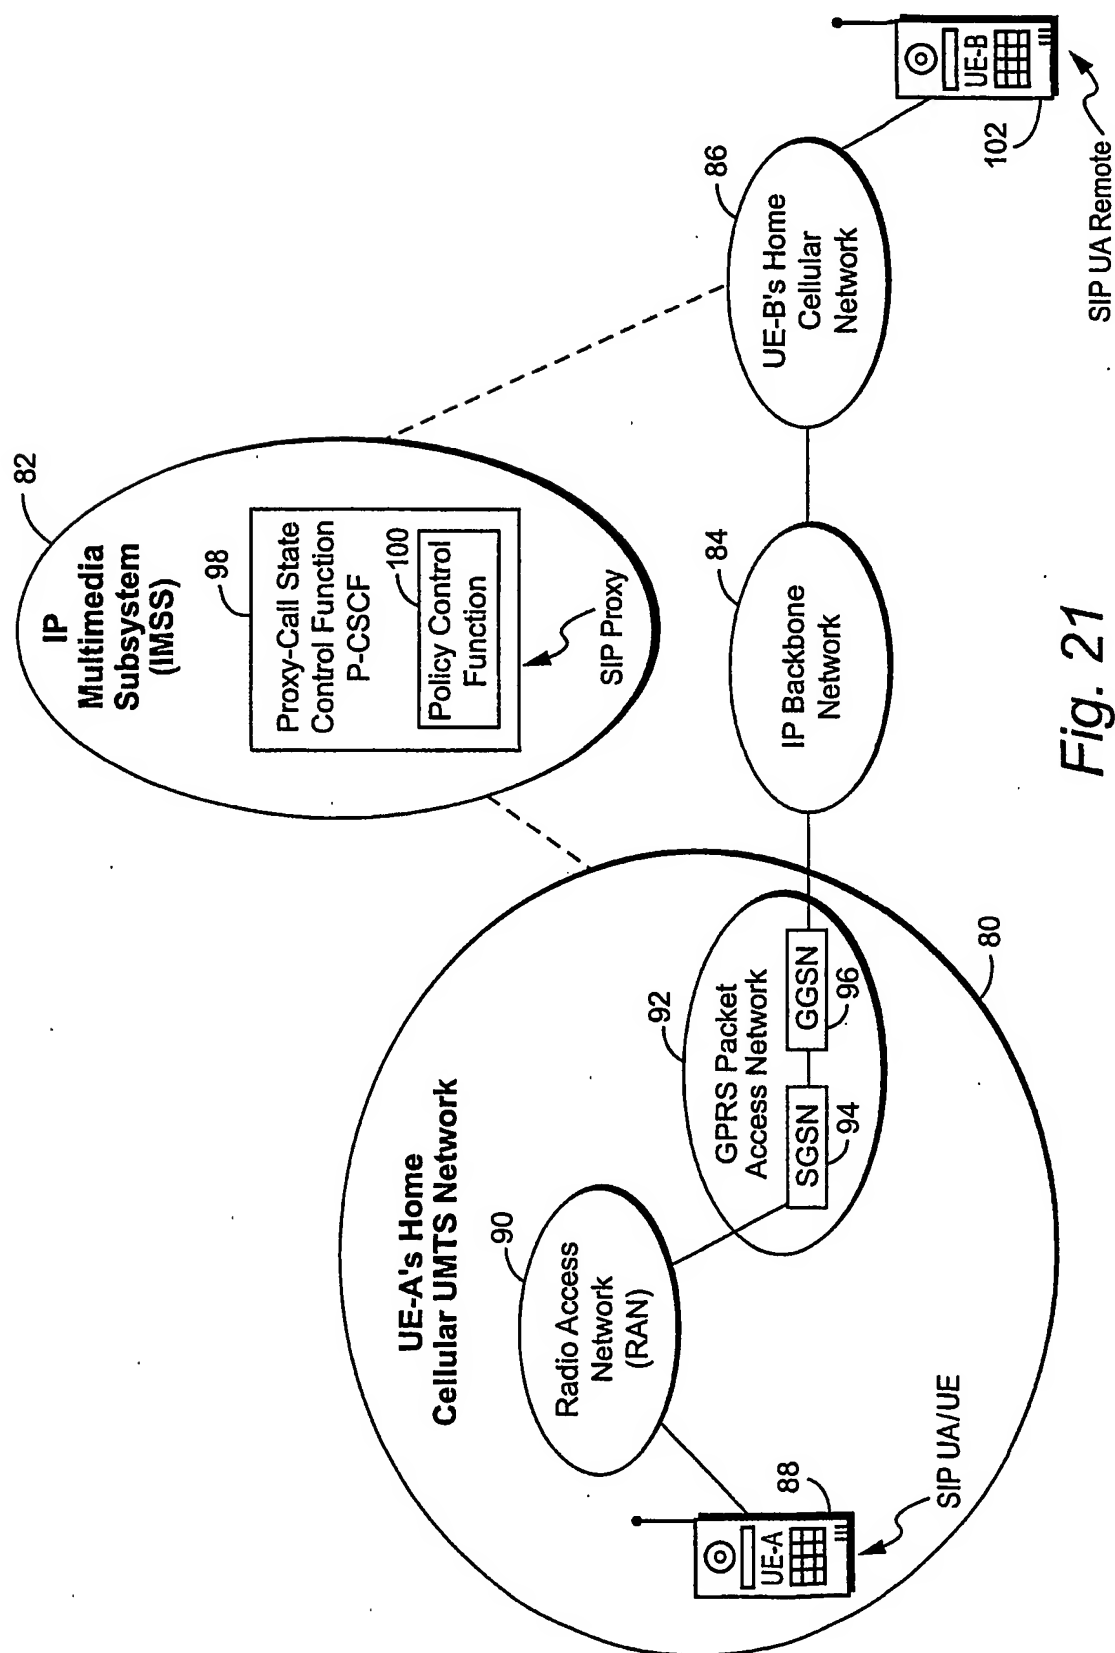 UE-A's Home
Cellular UMTS Network
80
UE-A
88
SIP UA/UE
90
Radio Access
Network
(RAN)
92
GPRS Packet
Access Network
SGSN
94
GGSN
96
IP
Multimedia
Subsystem
(IMSS)
82
98
Proxy-Call State
Control Function
P-CSCF
100
Policy Control
Function
SIP Proxy
84
IP Backbone
Network
86
UE-B's Home
Cellular
Network
UE-B
102
SIP UA Remote
Fig. 21